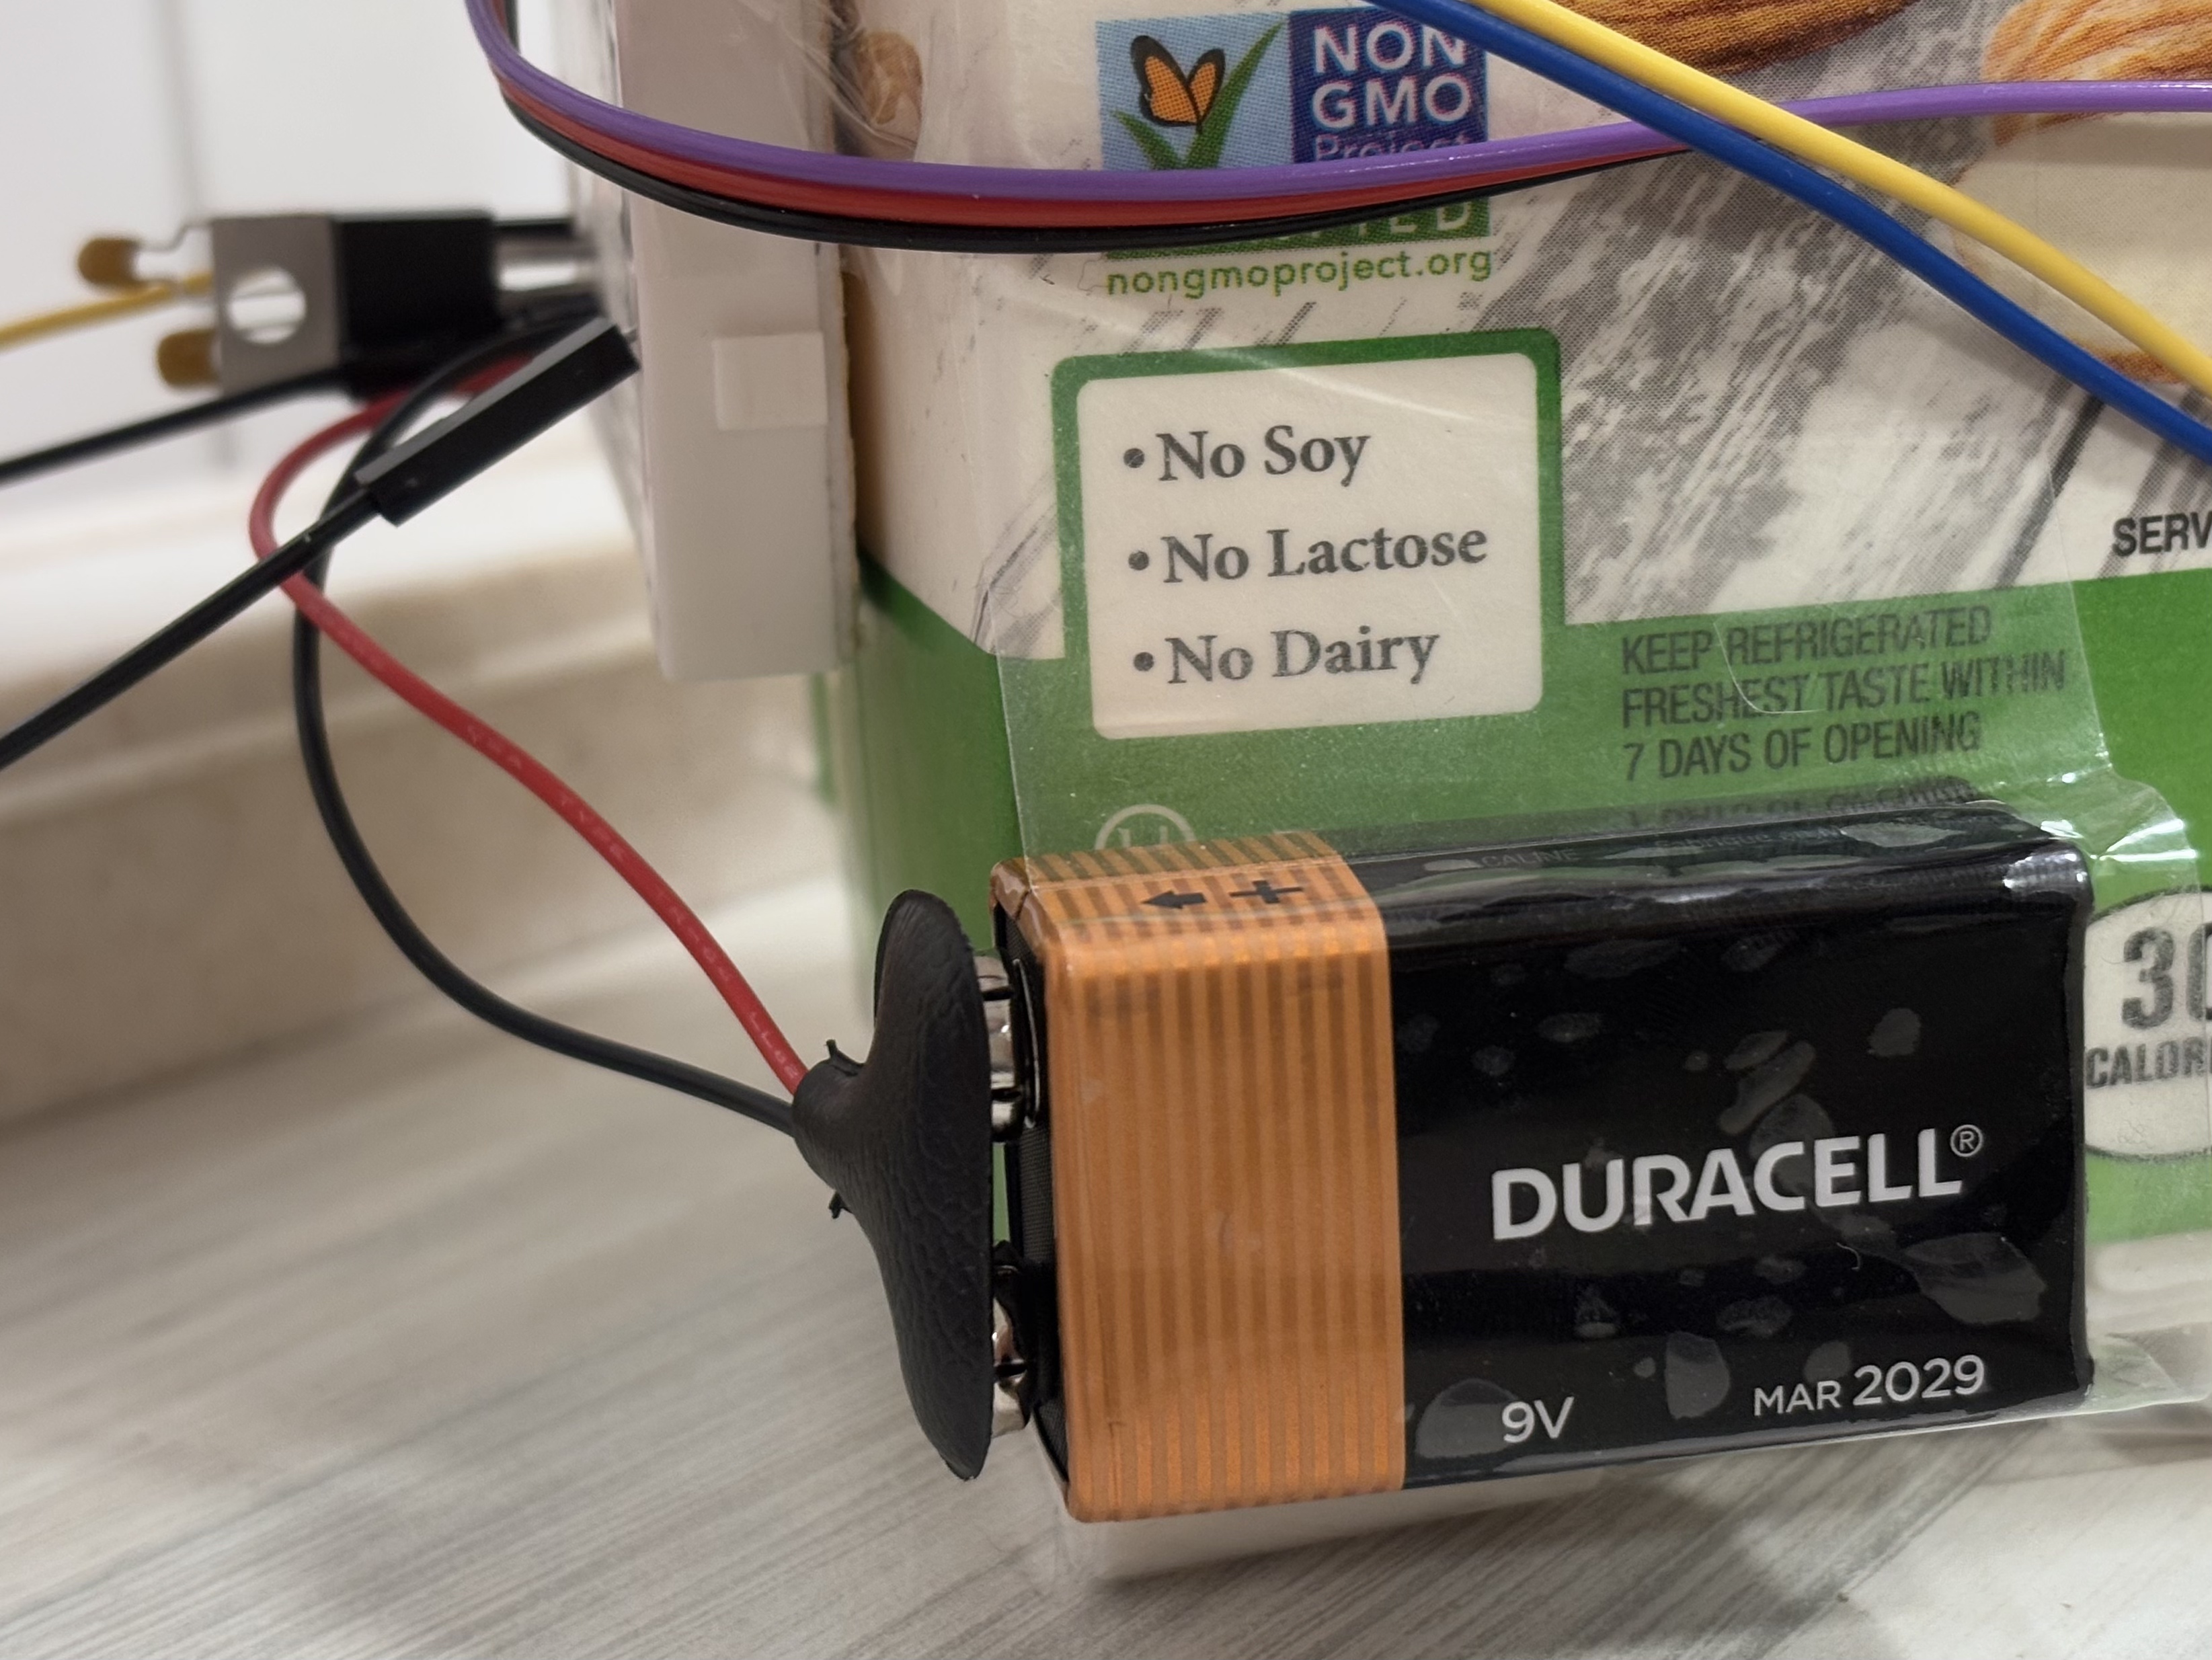 NON
GMO
Project
nongmoproject.org
• No Soy
• No Lactose
• No Dairy
KEEP REFRIGERATED
FRESHEST TASTE WITHIN
7 DAYS OF OPENING
+
DURACELL®
9V
MAR 2029